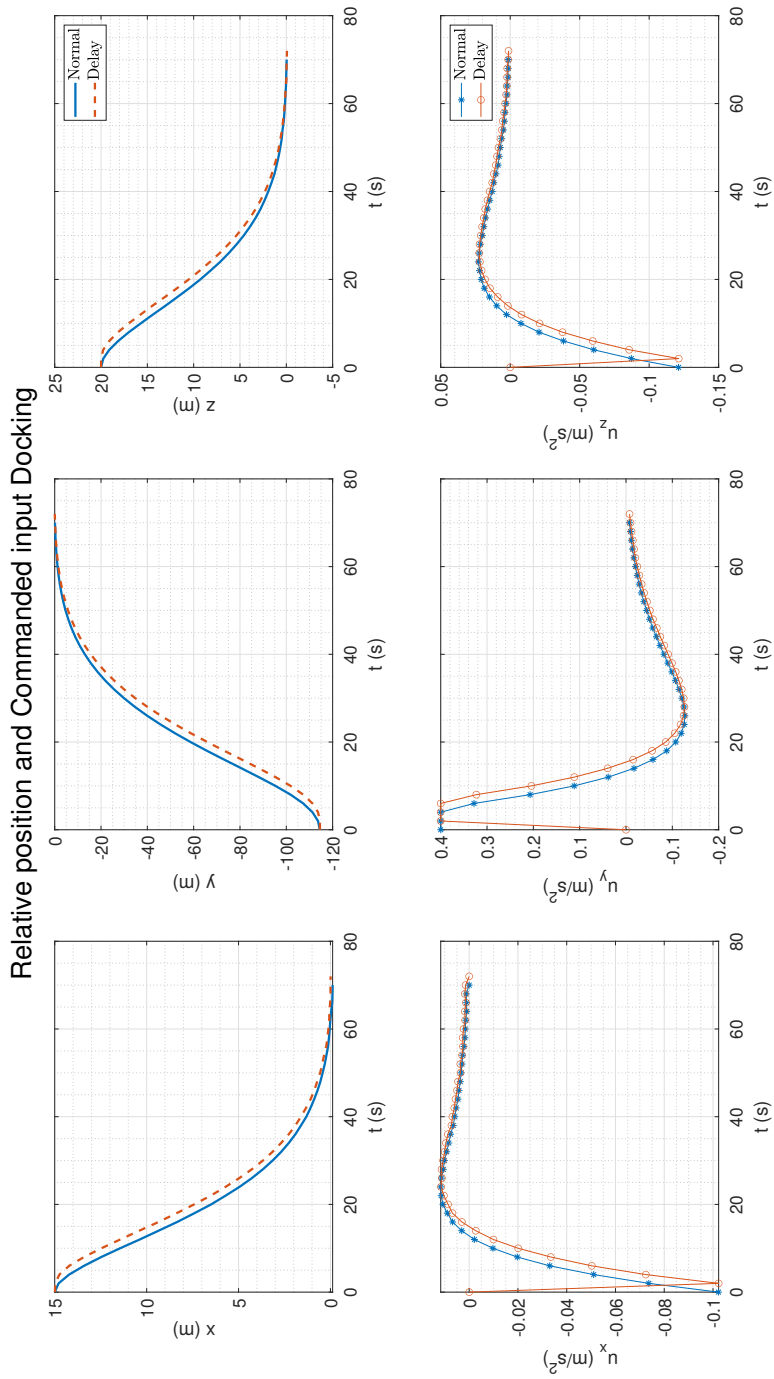 Relative position and Commanded input Docking
x (m)
15
10
5
0
0 20 40 60 80
t (s)
y (m)
0
-20
-40
-60
-80
-100
-120
0 20 40 60 80
t (s)
z (m)
25
20
15
10
5
0
-5
0 20 40 60 80
t (s)
Normal
Delay
u_x (m/s²)
0
-0.02
-0.04
-0.06
-0.08
-0.1
0 20 40 60 80
t (s)
u_y (m/s²)
0.4
0.3
0.2
0.1
0
-0.1
-0.2
0 20 40 60 80
t (s)
u_z (m/s²)
0.05
0
-0.05
-0.1
-0.15
0 20 40 60 80
t (s)
Normal
Delay